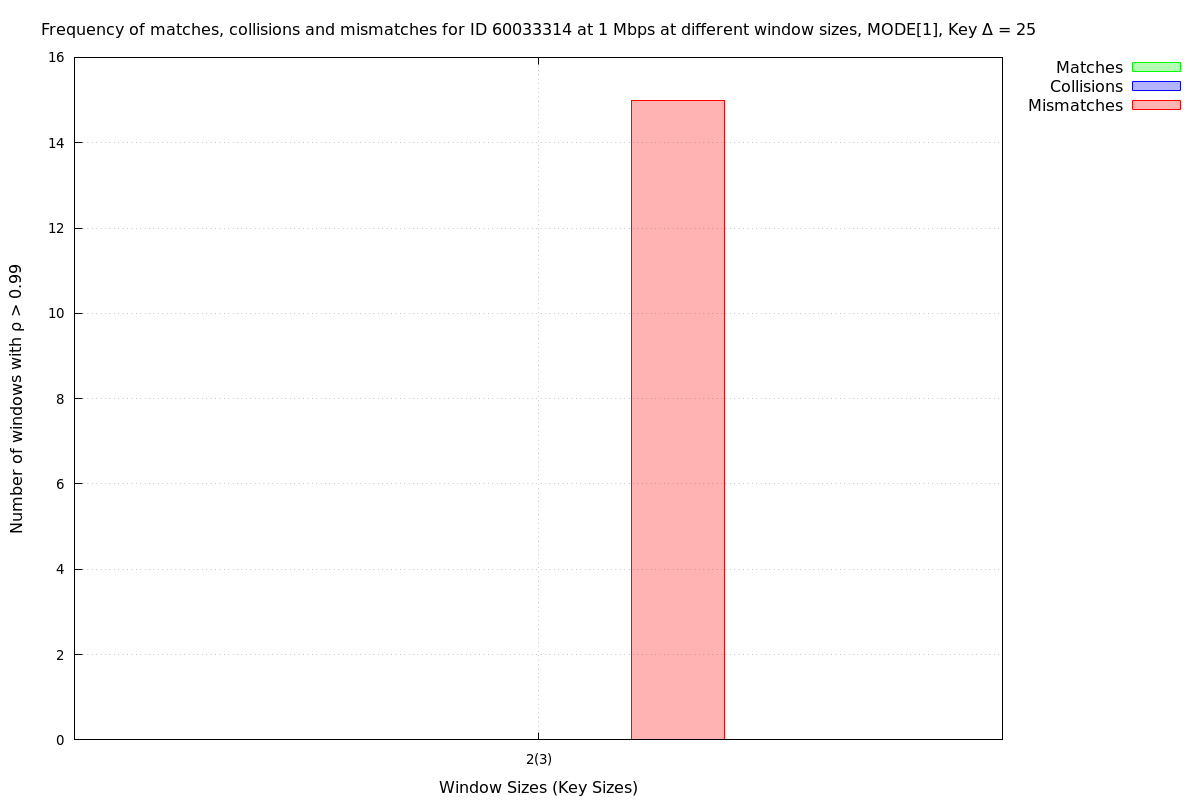 Frequency of matches, collisions and mismatches for ID 60033314 at 1 Mbps at different window sizes, MODE[1], Key Δ = 25
Matches
Collisions
Mismatches
16
14
12
10
8
6
4
2
0
Number of windows with ρ > 0.99
2(3)
Window Sizes (Key Sizes)